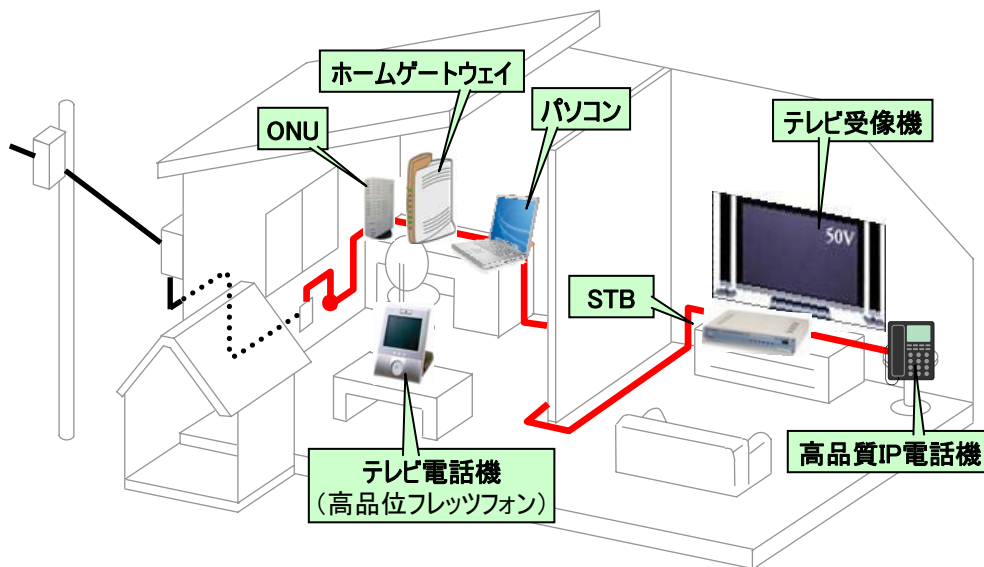 ホームゲートウェイ
ONU
パソコン
テレビ受像機
50V
STB
高品質IP電話機
テレビ電話機
（高品位フレッツフォン）